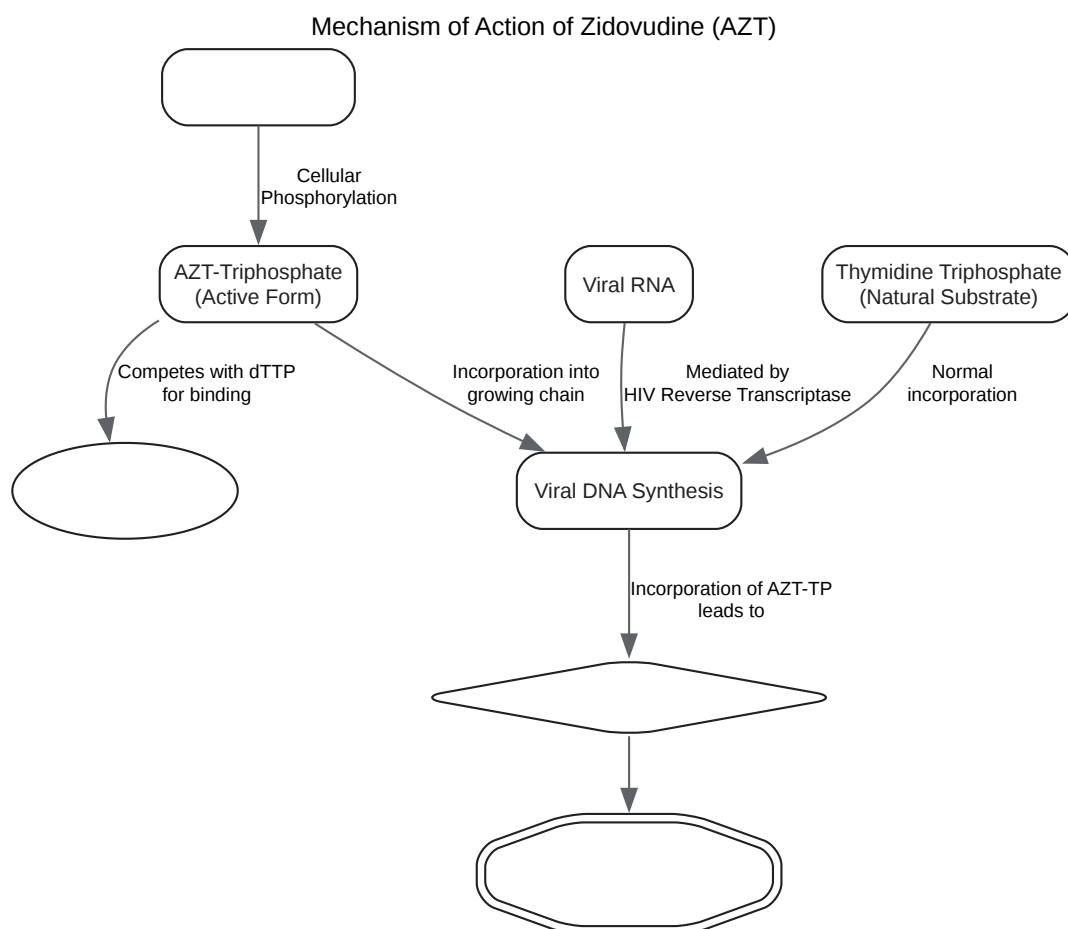 Mechanism of Action of Zidovudine (AZT)
Cellular
Phosphorylation
AZT-Triphosphate
(Active Form)
Viral RNA
Thymidine Triphosphate
(Natural Substrate)
Competes with dTTP
for binding
Incorporation into
growing chain
Mediated by
HIV Reverse Transcriptase
Normal
incorporation
Viral DNA Synthesis
Incorporation of AZT-TP
leads to